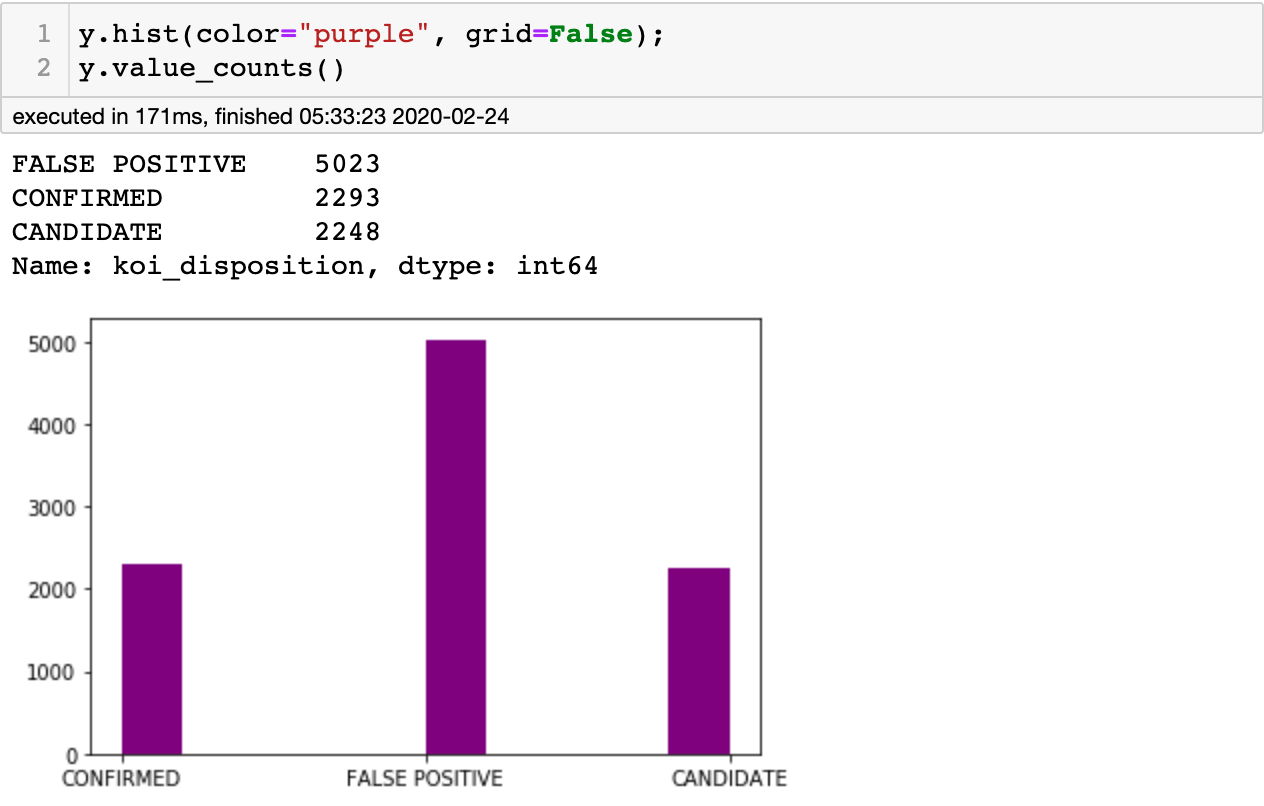 1 y.hist(color="purple", grid=False);
2 y.value_counts()
executed in 171ms, finished 05:33:23 2020-02-24
FALSE POSITIVE    5023
CONFIRMED         2293
CANDIDATE         2248
Name: koi_disposition, dtype: int64
5000
4000
3000
2000
1000
0
CONFIRMED FALSE POSITIVE CANDIDATE